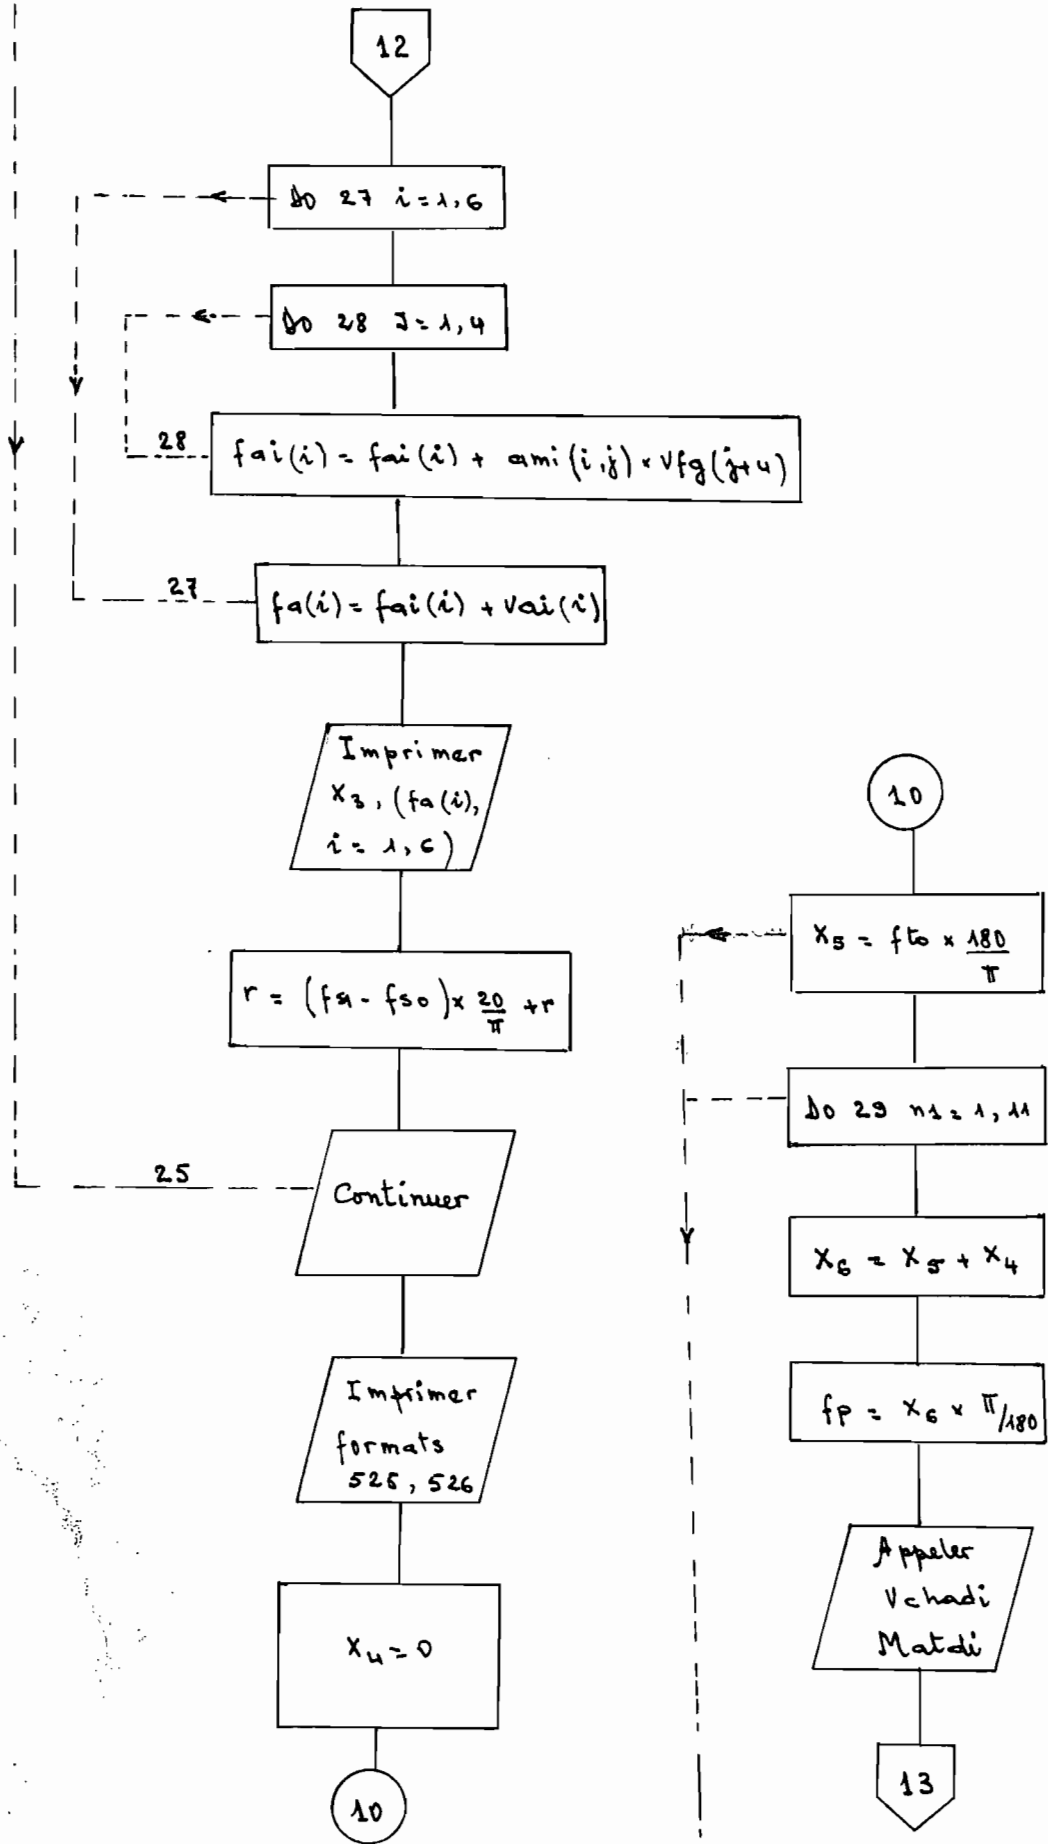 12
Do 27 i=1,6
Do 28 J=1,4
28
fai(i) = fai(i) + ami(i,j) × Vfg(j+4)
27
fa(i) = fai(i) + Vai(i)
Imprimer
X3, (fa(i),
i = 1, 6)
r = (fs1 - fso) × 20/π + r
25
Continuer
Imprimer
formats
525, 526
X4 = 0
10
10
X5 = fto × 180/π
Do 29 n1 = 1, 11
X6 = X5 + X4
fp = X6 × π/180
Appeler
Vchadi
Matdi
13